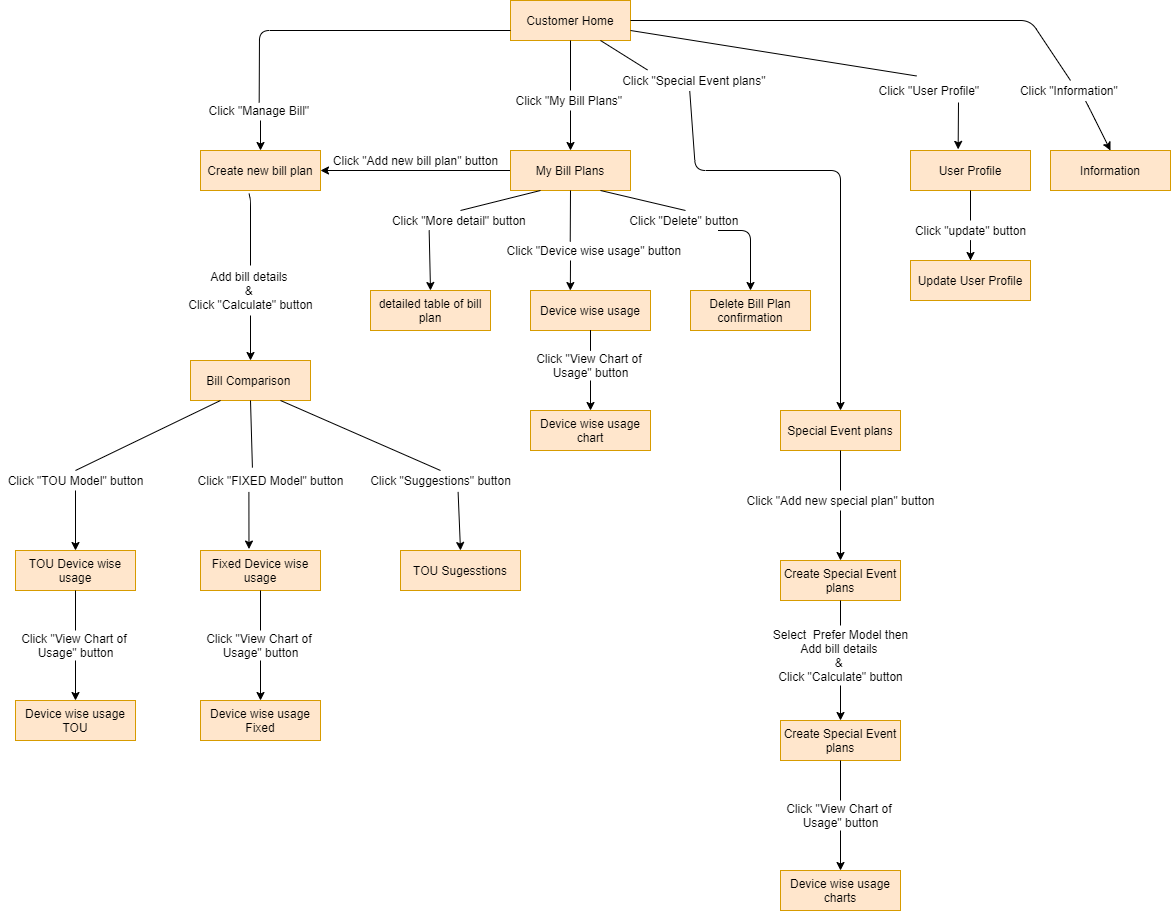 Customer Home
Click "Special Event plans"
Click "User Profile"
Click "Information"
Click "My Bill Plans"
Click "Manage Bill"
Click "Add new bill plan" button
Create new bill plan
My Bill Plans
User Profile
Information
Click "More detail" button
Click "Delete" button
Click "update" button
Click "Device wise usage" button
Add bill details
&
Click "Calculate" button
Update User Profile
detailed table of bill
plan
Device wise usage
Delete Bill Plan
confirmation
Click "View Chart of
Usage" button
Bill Comparison
Device wise usage
chart
Special Event plans
Click "TOU Model" button
Click "FIXED Model" button
Click "Suggestions" button
Click "Add new special plan" button
TOU Device wise
usage
Fixed Device wise
usage
TOU Sugesstions
Create Special Event
plans
Click "View Chart of
Usage" button
Click "View Chart of
Usage" button
Select  Prefer Model then
Add bill details
&
Click "Calculate" button
Device wise usage
TOU
Device wise usage
Fixed
Create Special Event
plans
Click "View Chart of
Usage" button
Device wise usage
charts